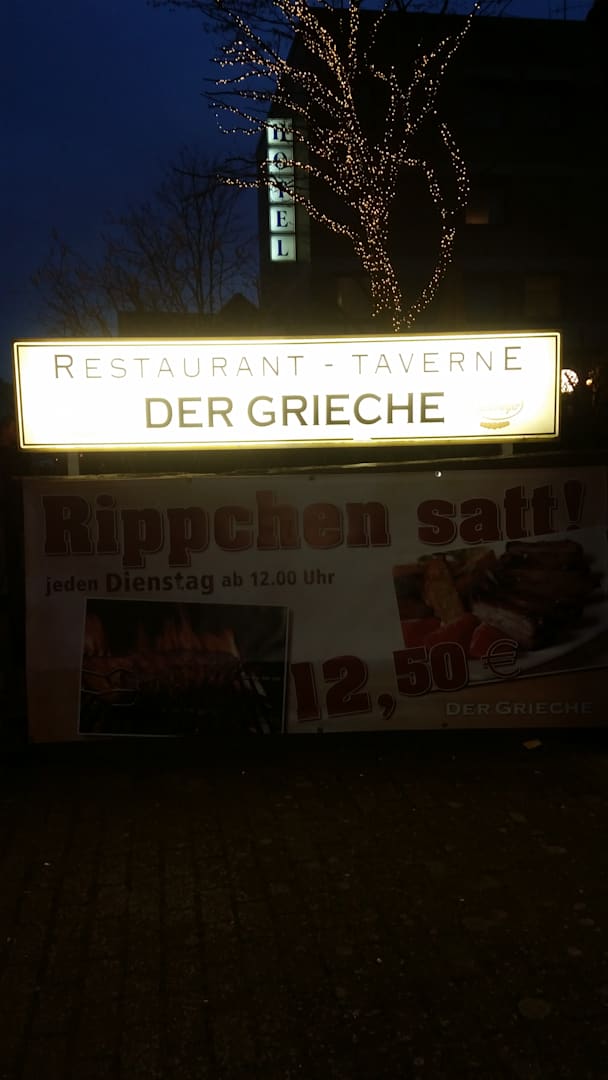 HOTEL
RESTAURANT - TAVERNE
DER GRIECHE
Rippchen satt!
jeden Dienstag ab 12.00 Uhr
12,50 €
DER GRIECHE